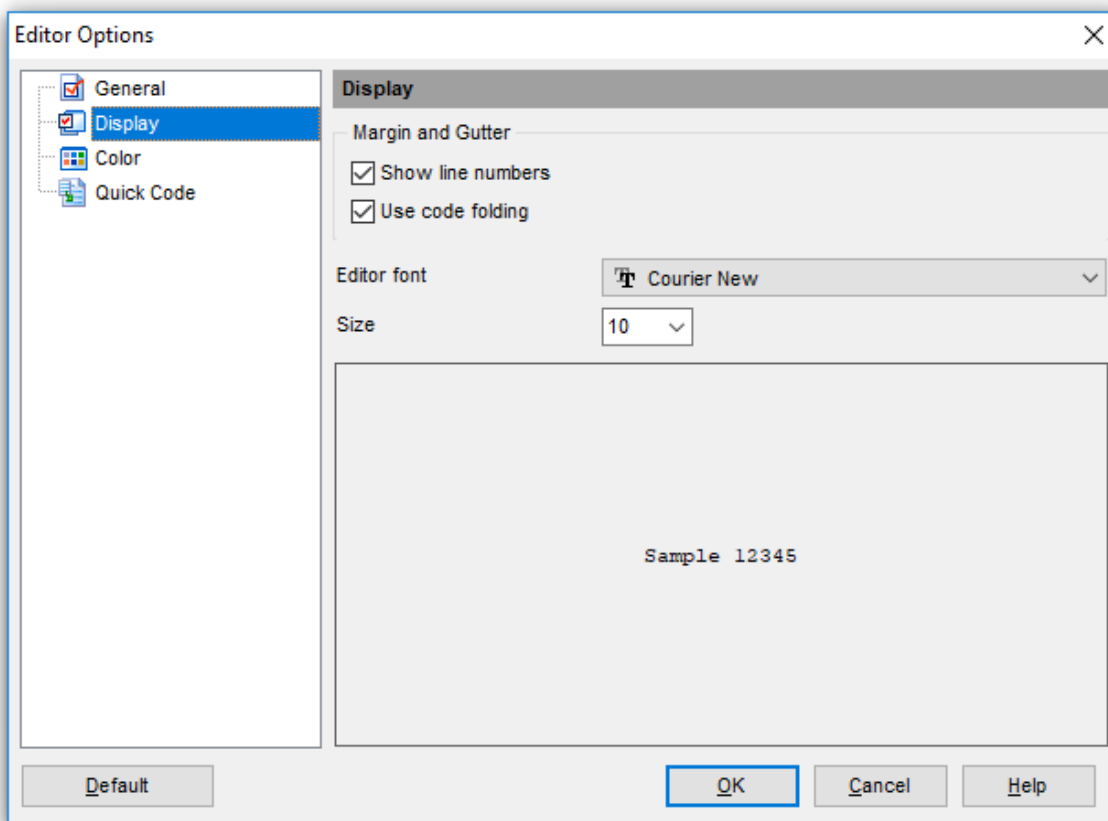 Editor Options
General
Display
Color
Quick Code
Display
Margin and Gutter
Show line numbers
Use code folding
Editor font
Courier New
Size
10
Sample 12345
Default
OK
Cancel
Help